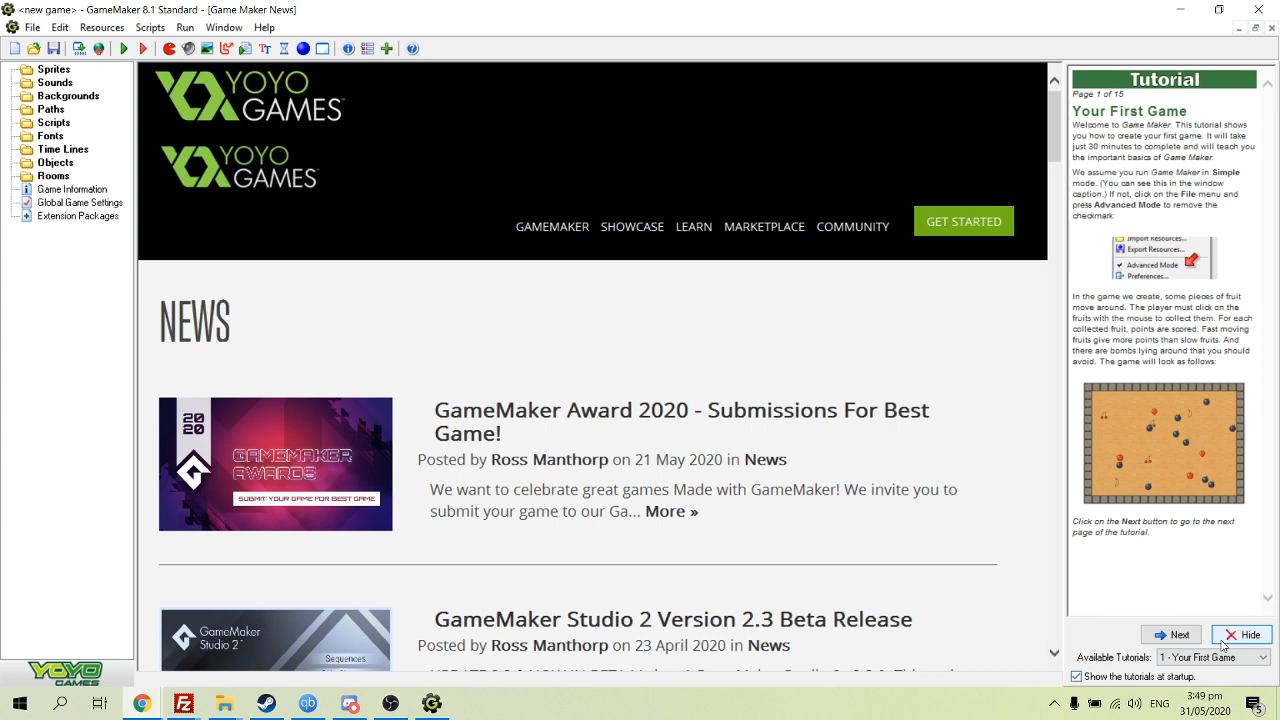 <new game> - GameMaker 8.1 Standard - [Game Maker]
File Edit Resources Scripts Run Window Help
Sprites
Sounds
Backgrounds
Paths
Scripts
Fonts
Time Lines
Objects
Rooms
Game Information
Global Game Settings
Extension Packages
YOYO
GAMES
YOYO
GAMES
YOYO
GAMES
GAMEMAKER SHOWCASE LEARN MARKETPLACE COMMUNITY GET STARTED
NEWS
2020
GAMEMAKER
AWARDS
SUBMIT YOUR GAME FOR BEST GAME
GameMaker Award 2020 - Submissions For Best
Game!
Posted by Ross Manthorp on 21 May 2020 in News
We want to celebrate great games Made with GameMaker! We invite you to
submit your game to our Ga... More »
GameMaker
Studio 2
Sequences
GameMaker Studio 2 Version 2.3 Beta Release
Posted by Ross Manthorp on 23 April 2020 in News
Tutorial
Page 1 of 15
Your First Game
Welcome to Game Maker. This tutorial shows
you how to create your first game. It will take
just 30 minutes to complete and will teach you
the important basics of Game Maker.
We assume you run Game Maker in Simple
mode. (You can see this in the window
caption.) If not, click on the File menu and
press Advanced Mode to remove the
checkmark:
Import Resources...
Export Resources...
Advanced Mode
Preferences...
In the game we create, some pieces of fruit
move around. The player must click on the
fruits with the mouse to collect them. For each
collected fruit, points are scored. Fast moving
fruits give more points than slow fruits. And
there are bombs lying around that you should
avoid. The game will look as follows:
Click on the Next button to go to the next
page of the tutorial.
Next Hide
Available Tutorials: 1 - Your First Game
Show the tutorials at startup.
ENG
3:49 pm
31/05/2020
5